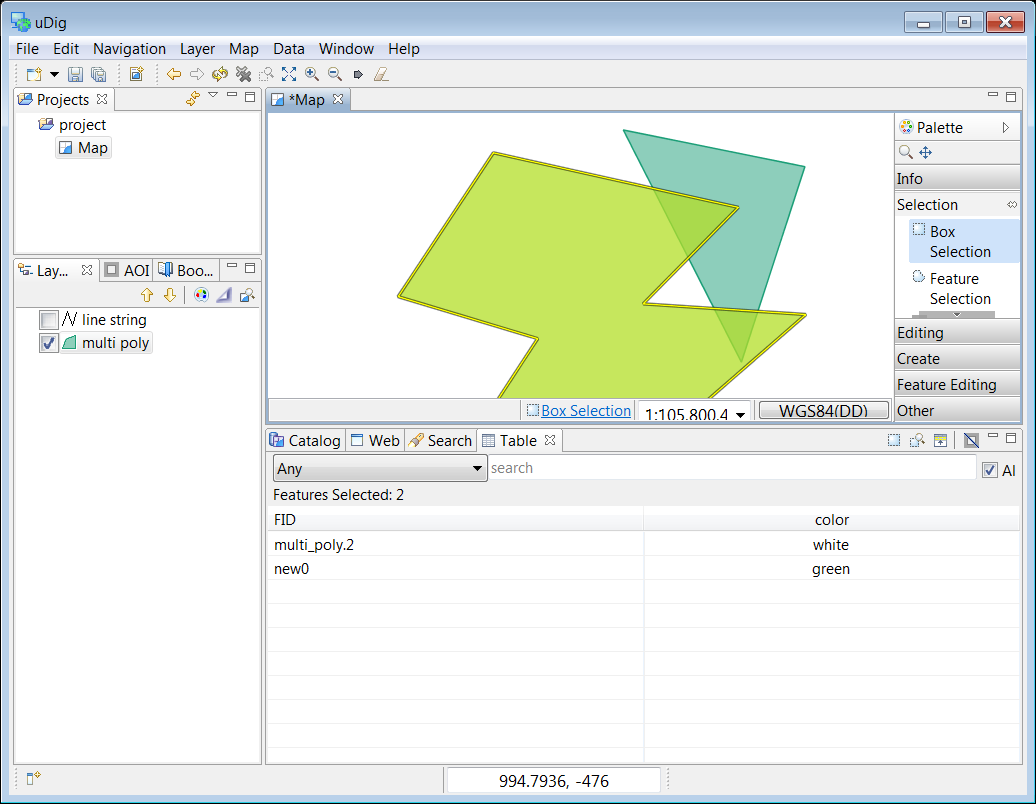 uDig
File Edit Navigation Layer Map Data Window Help
Projects
project
Map
*Map
Palette
Info
Selection
Box
Selection
Feature
Selection
Editing
Create
Feature Editing
Other
Box Selection
1:105,800,4
WGS84(DD)
Lay... AOI Boo...
line string
multi poly
Catalog Web Search Table
Any search Al
Features Selected: 2
FID color
multi_poly.2 white
new0 green
994.7936, -476